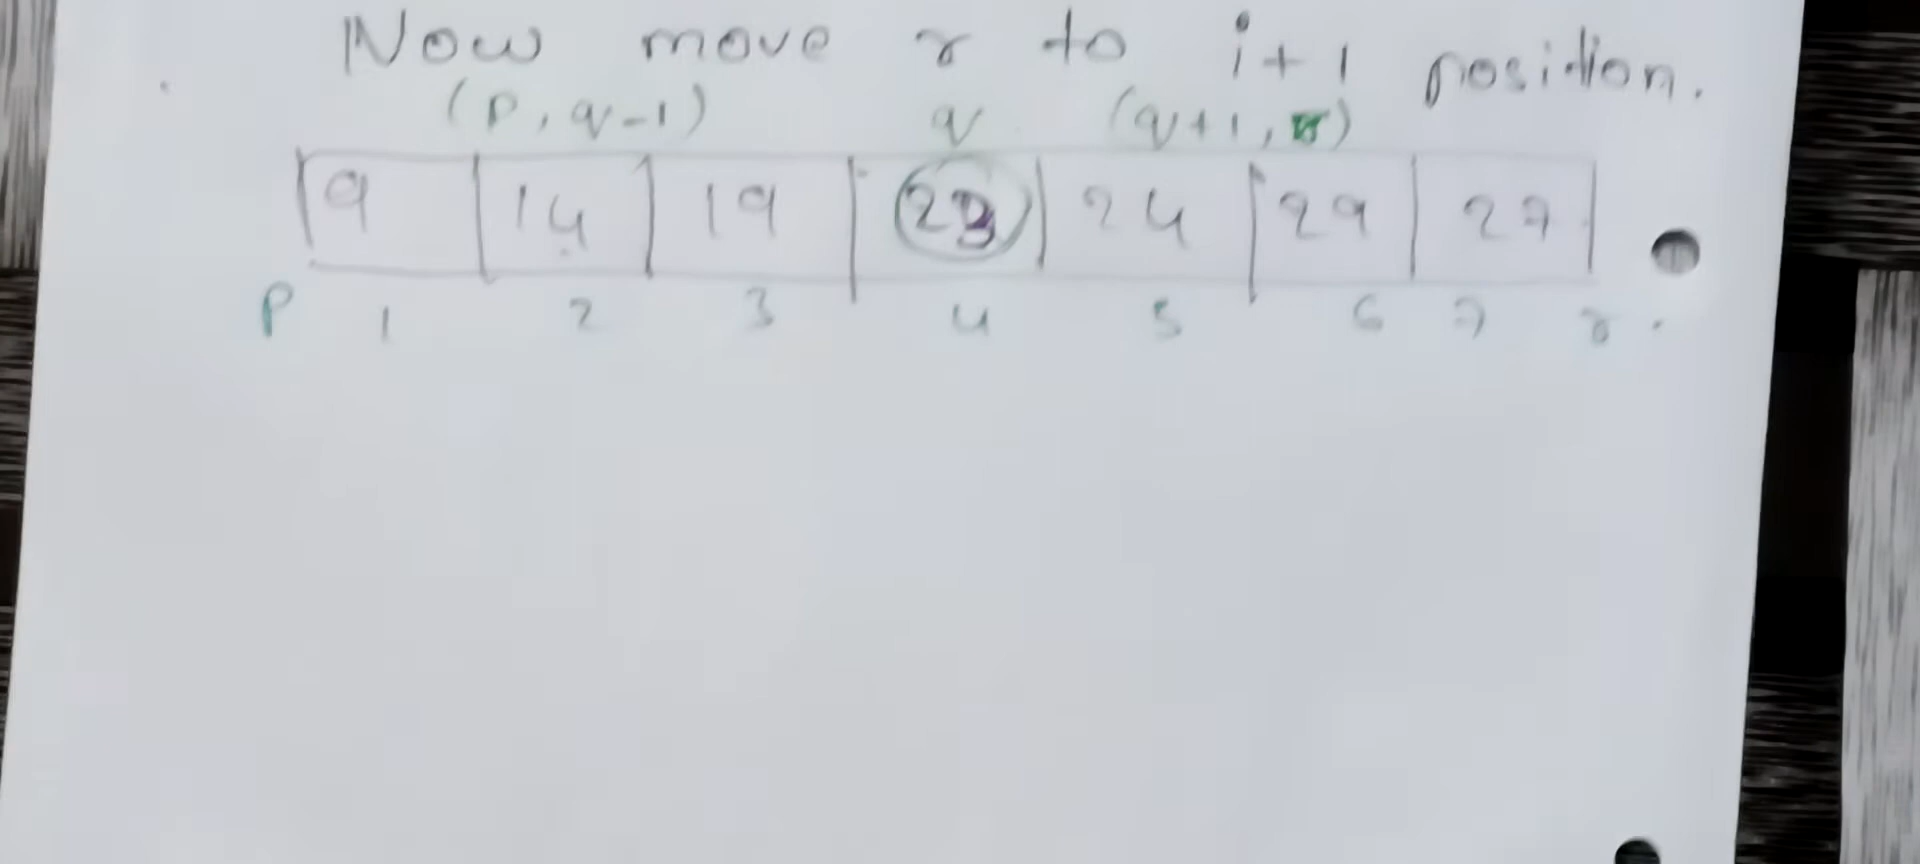 Now move r to i+1 position.
(p, q-1) q (q+1, r)
9 14 19 23 24 29 27
p 1 2 3 4 5 6 7 r.